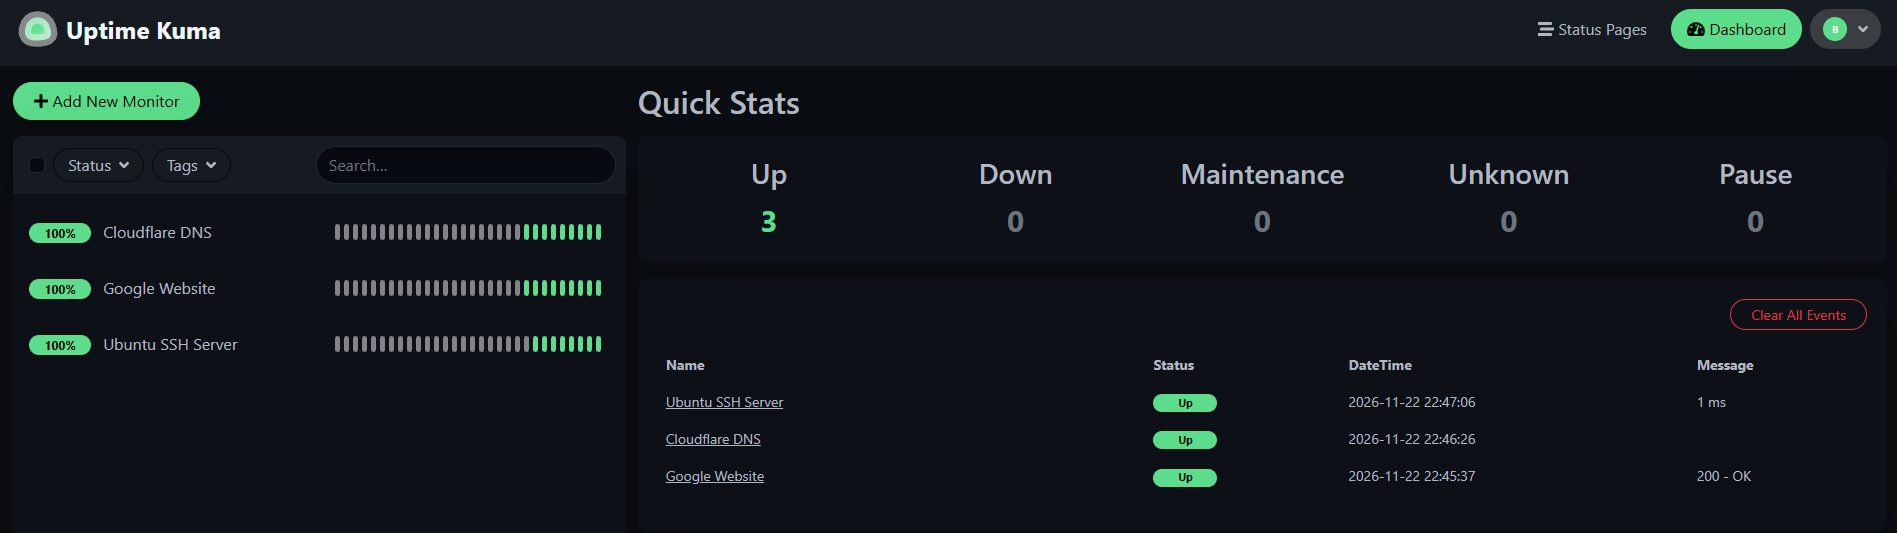 Uptime Kuma
Status Pages
Dashboard
B
Add New Monitor
Status
Tags
Search...
100% Cloudflare DNS
100% Google Website
100% Ubuntu SSH Server
Quick Stats
Up Down Maintenance Unknown Pause
3 0 0 0 0
Clear All Events
Name Status DateTime Message
Ubuntu SSH Server Up 2026-11-22 22:47:06 1 ms
Cloudflare DNS Up 2026-11-22 22:46:26
Google Website Up 2026-11-22 22:45:37 200 - OK